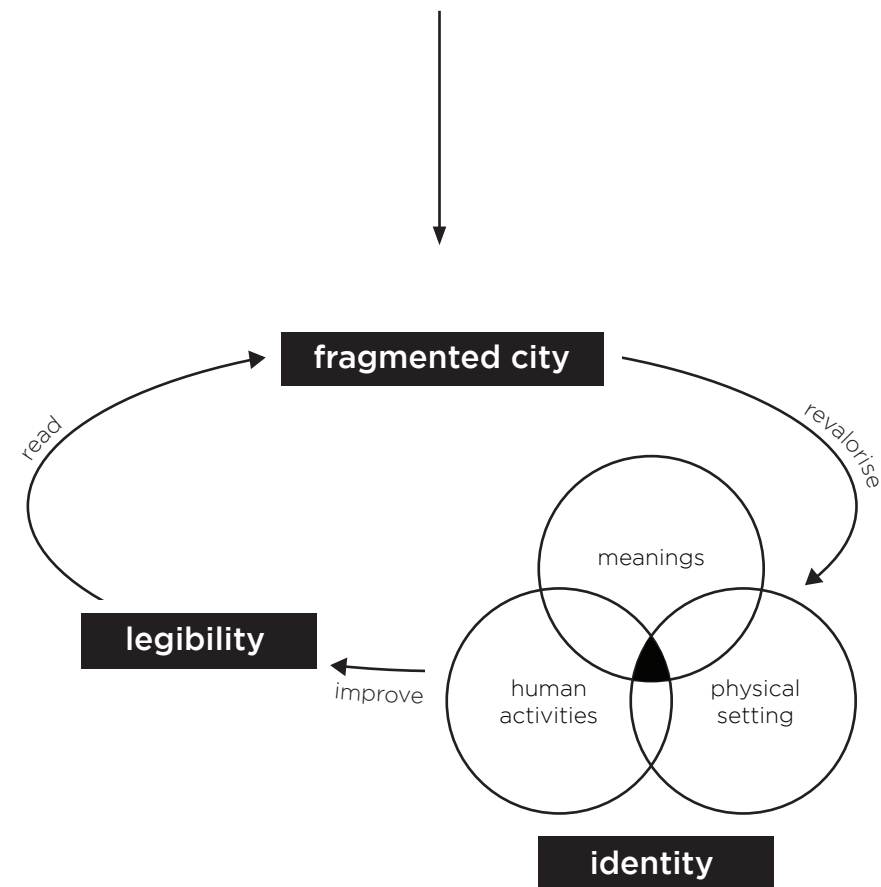 fragmented city
read
revalorise
meanings
legibility
improve
human
activities
physical
setting
identity